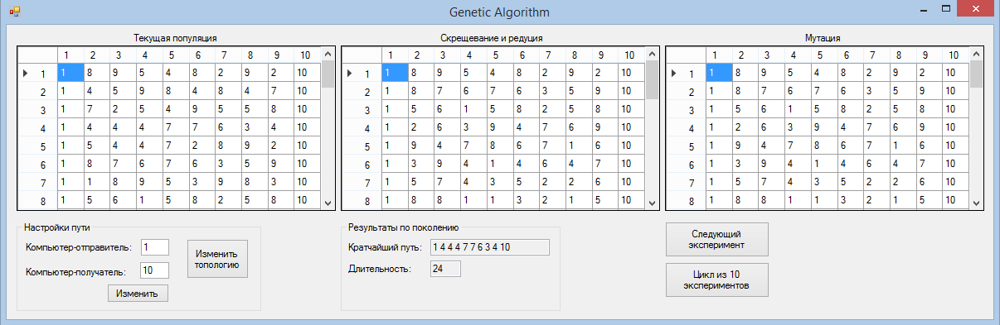 Genetic Algorithm
Текущая популяция
1 2 3 4 5 6 7 8 9 10
1 1 8 9 5 4 8 2 9 2 10
2 1 4 5 9 8 4 8 4 7 10
3 1 7 2 5 4 9 5 5 8 10
4 1 4 4 4 7 7 6 3 4 10
5 1 5 4 4 7 2 8 9 2 10
6 1 8 7 6 7 6 3 5 9 10
7 1 1 8 9 5 3 9 8 3 10
8 1 5 6 1 5 8 2 5 8 10
Скрещевание и редуция
1 2 3 4 5 6 7 8 9 10
1 1 8 9 5 4 8 2 9 2 10
2 1 8 7 6 7 6 3 5 9 10
3 1 5 6 1 5 8 2 5 8 10
4 1 2 6 3 9 4 7 6 9 10
5 1 9 4 7 8 6 7 1 6 10
6 1 3 9 4 1 4 6 4 7 10
7 1 5 7 4 3 5 2 2 6 10
8 1 8 8 1 1 3 2 1 5 10
Мутация
1 2 3 4 5 6 7 8 9 10
1 1 8 9 5 4 8 2 9 2 10
2 1 8 7 6 7 6 3 5 9 10
3 1 5 6 1 5 8 2 5 8 10
4 1 2 6 3 9 4 7 6 9 10
5 1 9 4 7 8 6 7 1 6 10
6 1 3 9 4 1 4 6 4 7 10
7 1 5 7 4 3 5 2 2 6 10
8 1 8 8 1 1 3 2 1 5 10
Настройки пути
Компьютер-отправитель: 1
Компьютер-получатель: 10
Изменить
Изменить
топологию
Результаты по поколению
Кратчайший путь: 1 4 4 4 7 7 6 3 4 10
Длительность: 24
Следующий
эксперимент
Цикл из 10
экспериментов